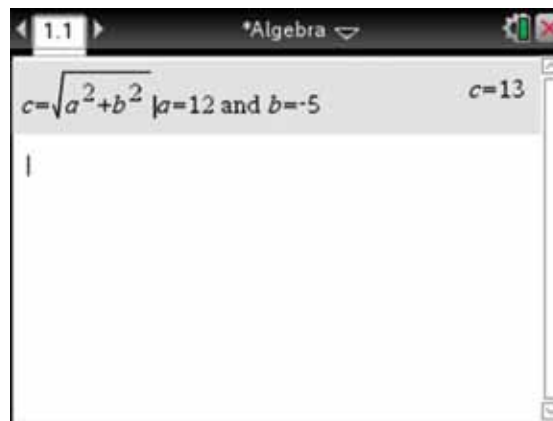 1.1 *Algebra
c=√a²+b² |a=12 and b=-5 c=13